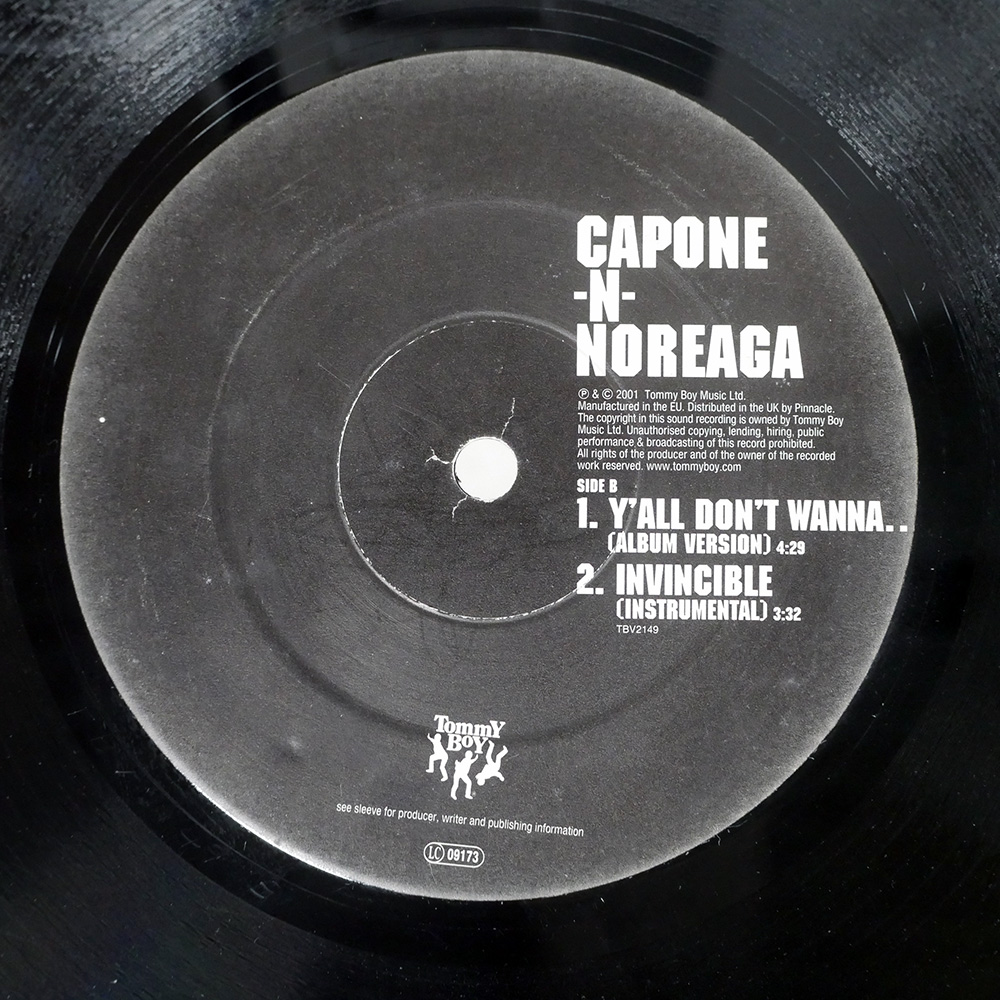 CAPONE
-N-
NOREAGA
℗ & © 2001 Tommy Boy Music Ltd.
Manufactured in the EU. Distributed in the UK by Pinnacle.
The copyright in this sound recording is owned by Tommy Boy
Music Ltd. Unauthorised copying, lending, hiring, public
performance & broadcasting of this record prohibited.
All rights of the producer and of the owner of the recorded
work reserved. www.tommyboy.com
SIDE B
1. Y'ALL DON'T WANNA..
(ALBUM VERSION) 4:29
2. INVINCIBLE
(INSTRUMENTAL) 3:32
TBV2149
TOMMY
BOY
see sleeve for producer, writer and publishing information
LC 09173